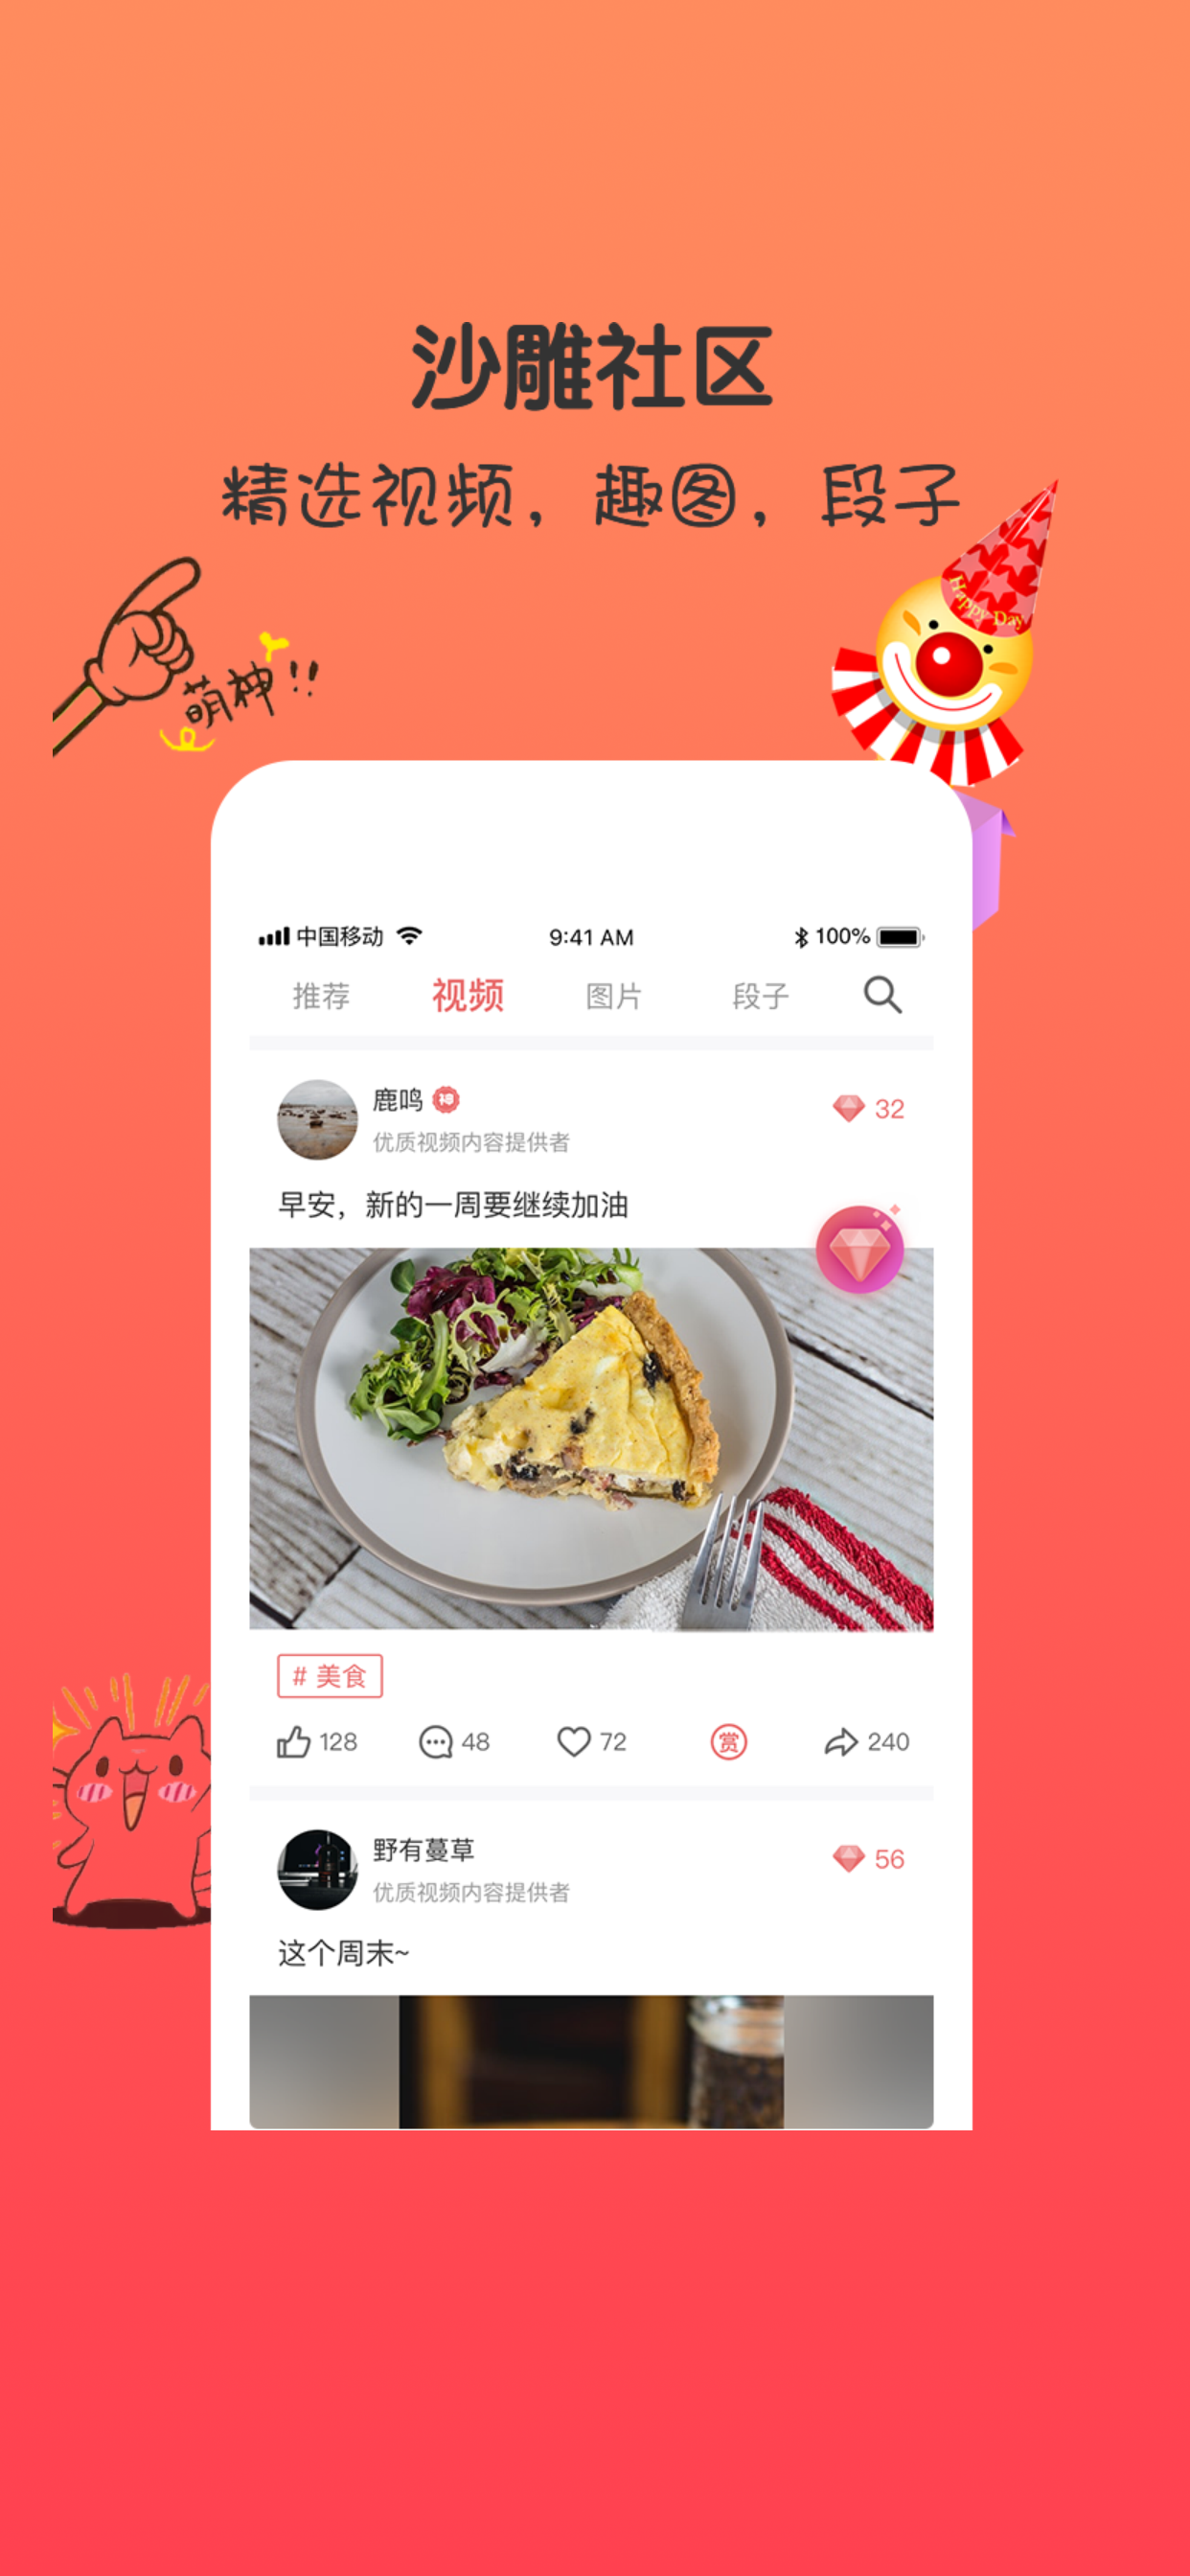 沙雕社区
精选视频，趣图，段子
Happy Day
萌神!!
中国移动 9:41 AM 100%
推荐 视频 图片 段子
鹿鸣 神 32
优质视频内容提供者
早安，新的一周要继续加油
# 美食
128 48 72 赏 240
野有蔓草 56
优质视频内容提供者
这个周末~